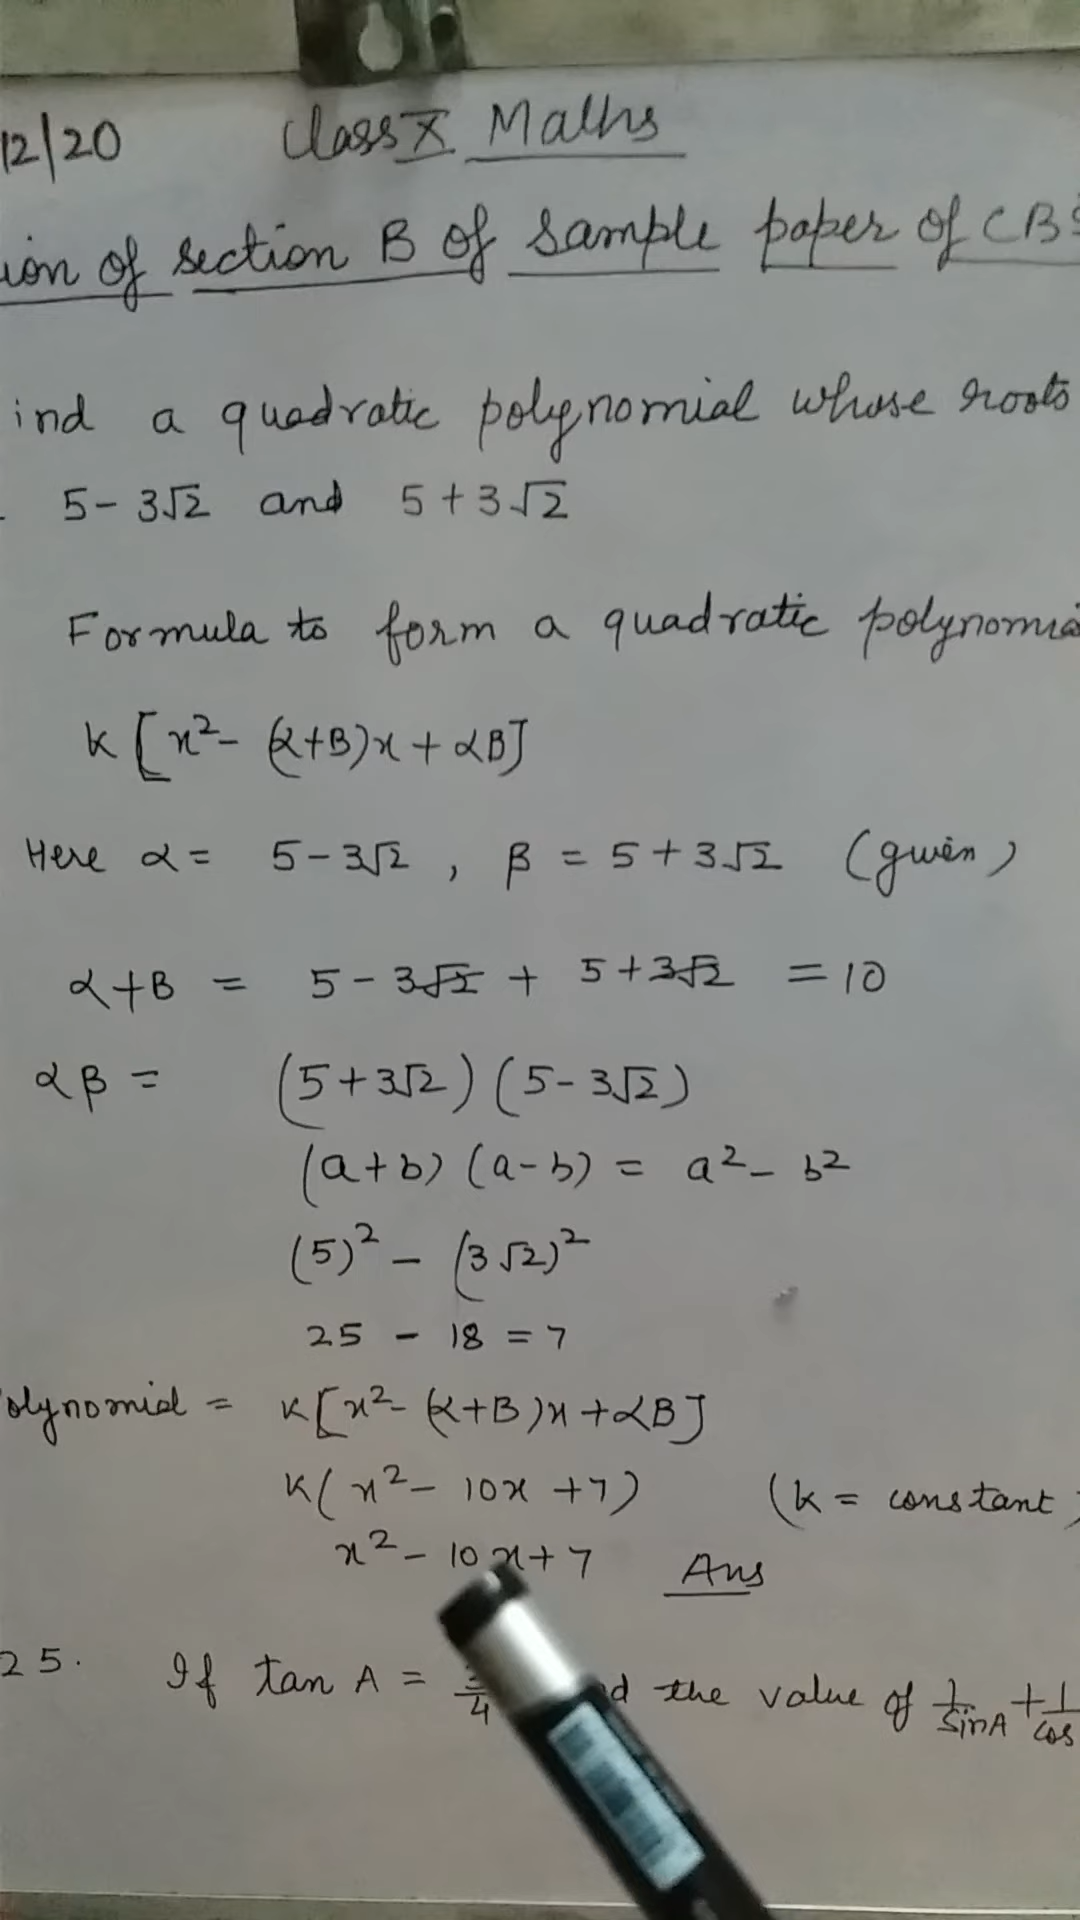 12/20 Class X Maths
ion of section B of sample paper of CBS
ind a quadratic polynomial whose roots
5-3√2 and 5+3√2
Formula to form a quadratic polynomia
k[x²-(α+β)x+αβ]
Here α= 5-3√2, β = 5+3√2 (given)
α+β = 5-3√2 + 5+3√2 = 10
αβ = (5+3√2)(5-3√2)
(a+b)(a-b) = a²-b²
(5)² - (3√2)²
25 - 18 = 7
olynomial = k[x²-(α+β)x+αβ]
k(x²-10x+7) (k = constant)
x²-10x+7 Ans
25. If tan A = /4 d the value of 1/sinA + 1/cos